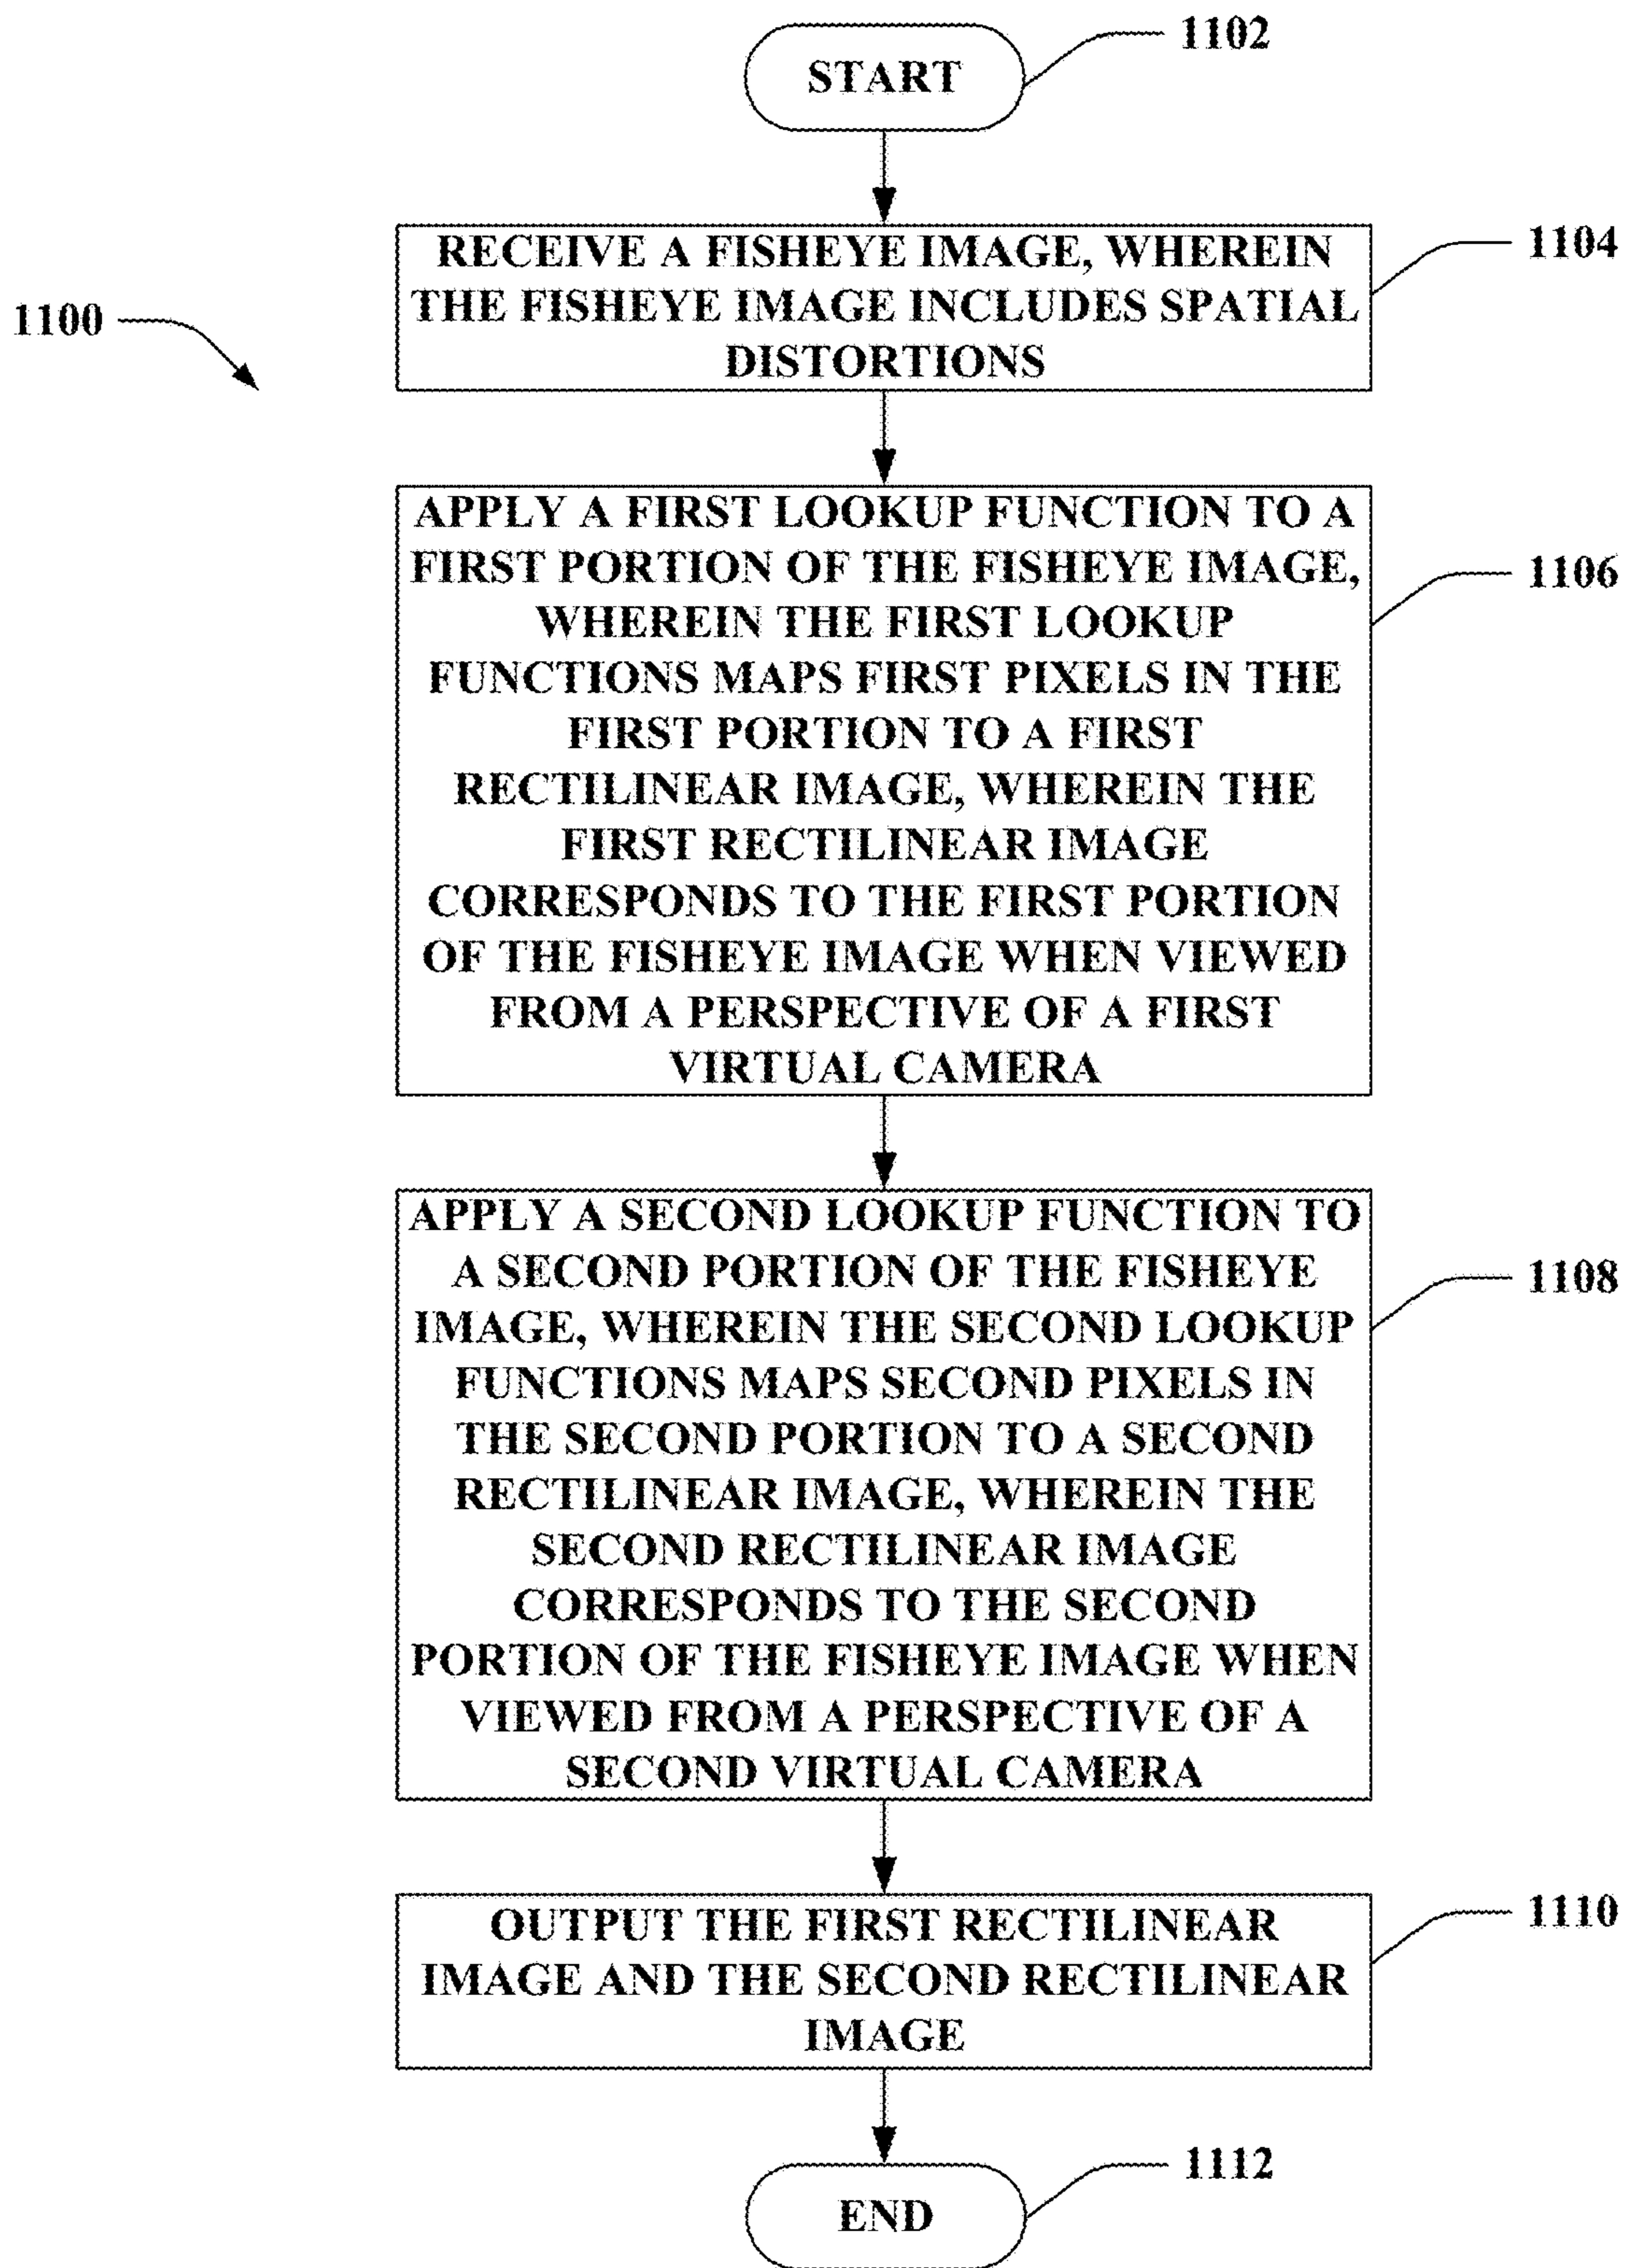 1102
START
1104
RECEIVE A FISHEYE IMAGE, WHEREIN
THE FISHEYE IMAGE INCLUDES SPATIAL
DISTORTIONS
1100
APPLY A FIRST LOOKUP FUNCTION TO A
FIRST PORTION OF THE FISHEYE IMAGE,
WHEREIN THE FIRST LOOKUP
FUNCTIONS MAPS FIRST PIXELS IN THE
FIRST PORTION TO A FIRST
RECTILINEAR IMAGE, WHEREIN THE
FIRST RECTILINEAR IMAGE
CORRESPONDS TO THE FIRST PORTION
OF THE FISHEYE IMAGE WHEN VIEWED
FROM A PERSPECTIVE OF A FIRST
VIRTUAL CAMERA
1106
APPLY A SECOND LOOKUP FUNCTION TO
A SECOND PORTION OF THE FISHEYE
IMAGE, WHEREIN THE SECOND LOOKUP
FUNCTIONS MAPS SECOND PIXELS IN
THE SECOND PORTION TO A SECOND
RECTILINEAR IMAGE, WHEREIN THE
SECOND RECTILINEAR IMAGE
CORRESPONDS TO THE SECOND
PORTION OF THE FISHEYE IMAGE WHEN
VIEWED FROM A PERSPECTIVE OF A
SECOND VIRTUAL CAMERA
1108
OUTPUT THE FIRST RECTILINEAR
IMAGE AND THE SECOND RECTILINEAR
IMAGE
1110
1112
END